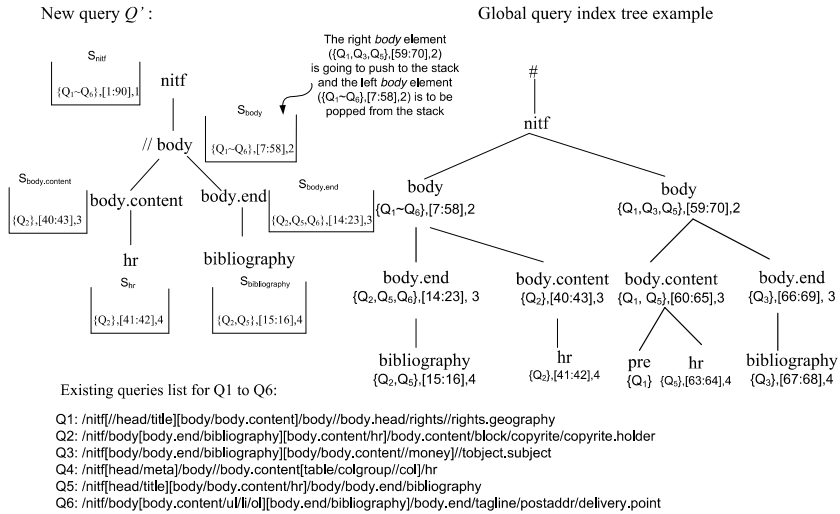 New query Q' :
Global query index tree example
The right body element
({Q1,Q3,Q5},[59:70],2)
is going to push to the stack
and the left body element
({Q1~Q6},[7:58],2) is to be
popped from the stack
Snitf
{Q1~Q6},[1:90],1
nitf
Sbody
{Q1~Q6},[7:58],2
// body
Sbody.content
{Q2},[40:43],3
body.content
body.end
Sbody.end
{Q2,Q5,Q6},[14:23],3
hr
bibliography
Shr
{Q2},[41:42],4
Sbibliography
{Q2,Q5},[15:16],4
#
nitf
body
{Q1~Q6},[7:58],2
body
{Q1,Q3,Q5},[59:70],2
body.end
{Q2,Q5,Q6},[14:23], 3
body.content
{Q2},[40:43],3
body.content
{Q1, Q5},[60:65],3
body.end
{Q3},[66:69], 3
bibliography
{Q2,Q5},[15:16],4
hr
{Q2},[41:42],4
pre
{Q1}
hr
{Q5},[63:64],4
bibliography
{Q3},[67:68],4
Existing queries list for Q1 to Q6:
Q1: /nitf[//head/title][body/body.content]/body//body.head/rights//rights.geography
Q2: /nitf/body[body.end/bibliography][body.content/hr]/body.content/block/copyrite/copyrite.holder
Q3: /nitf[body/body.end/bibliography][body/body.content//money]//tobject.subject
Q4: /nitf[head/meta]/body//body.content[table/colgroup//col]/hr
Q5: /nitf[head/title][body/body.content/hr]/body/body.end/bibliography
Q6: /nitf/body[body.content/ul/li/ol][body.end/bibliography]/body.end/tagline/postaddr/delivery.point